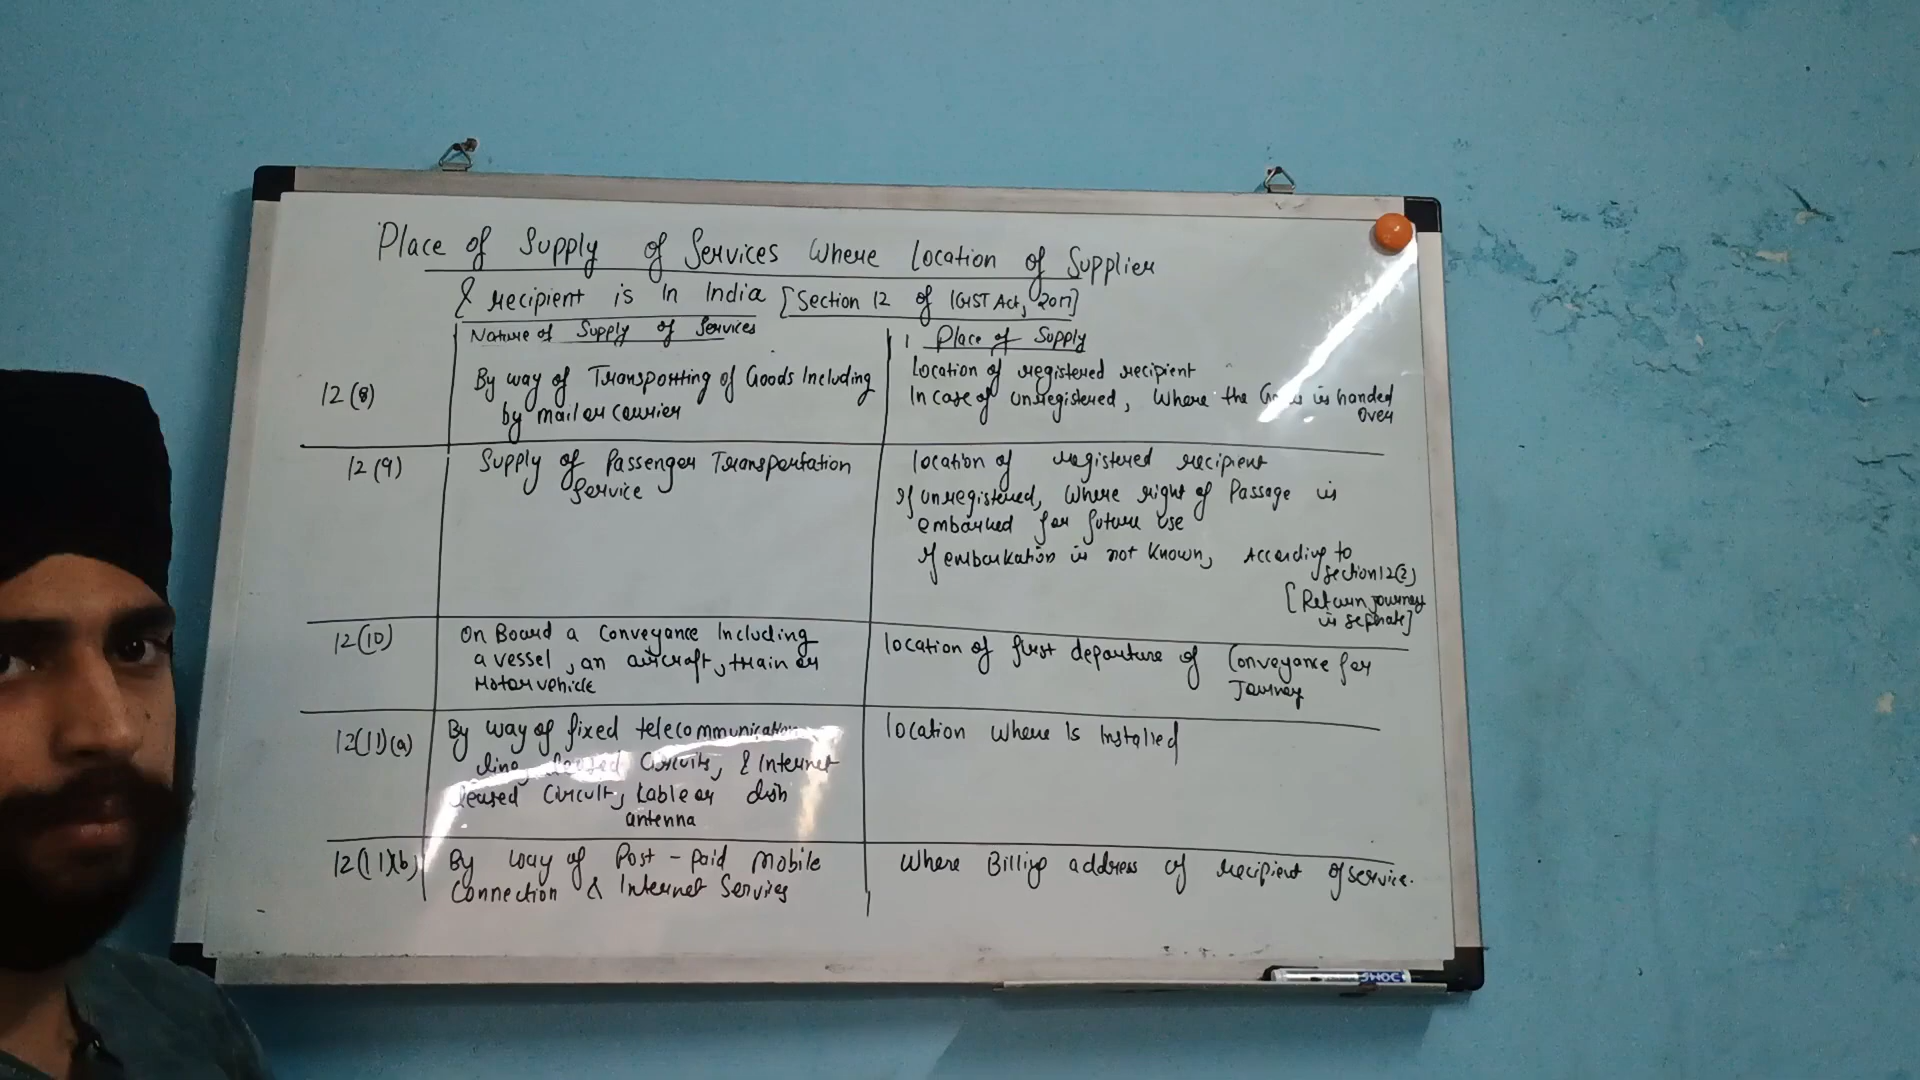 Place of Supply of Services Where Location of Supplier
& recipient is in India [Section 12 of IGST Act, 2017]
Nature of Supply of Services
Place of Supply
12(8)
By way of Transporting of Goods Including
by mail or courier
Location of registered recipient
In case of unregistered, Where the is handed
Over
12(9)
Supply of Passenger Transportation
Service
location of registered recipient
If unregistered, where right of Passage is
embarked for future use
If embarkation is not known, According to
Section 12(2)
[Return journey
is seprate]
12(10)
On Board a Conveyance Including
a vessel, an aircraft, train or
Motor vehicle
location of first departure of Conveyance for
Journey
12(11)(a)
By way of fixed telecommunication
line, leased Circuits, & Internet
leased Circuit, Cable or dish
antenna
location where Is Installed
12(11)(b)
By way of Post - Paid Mobile
Connection & Internet Services
Where Billing address of recipient of service.